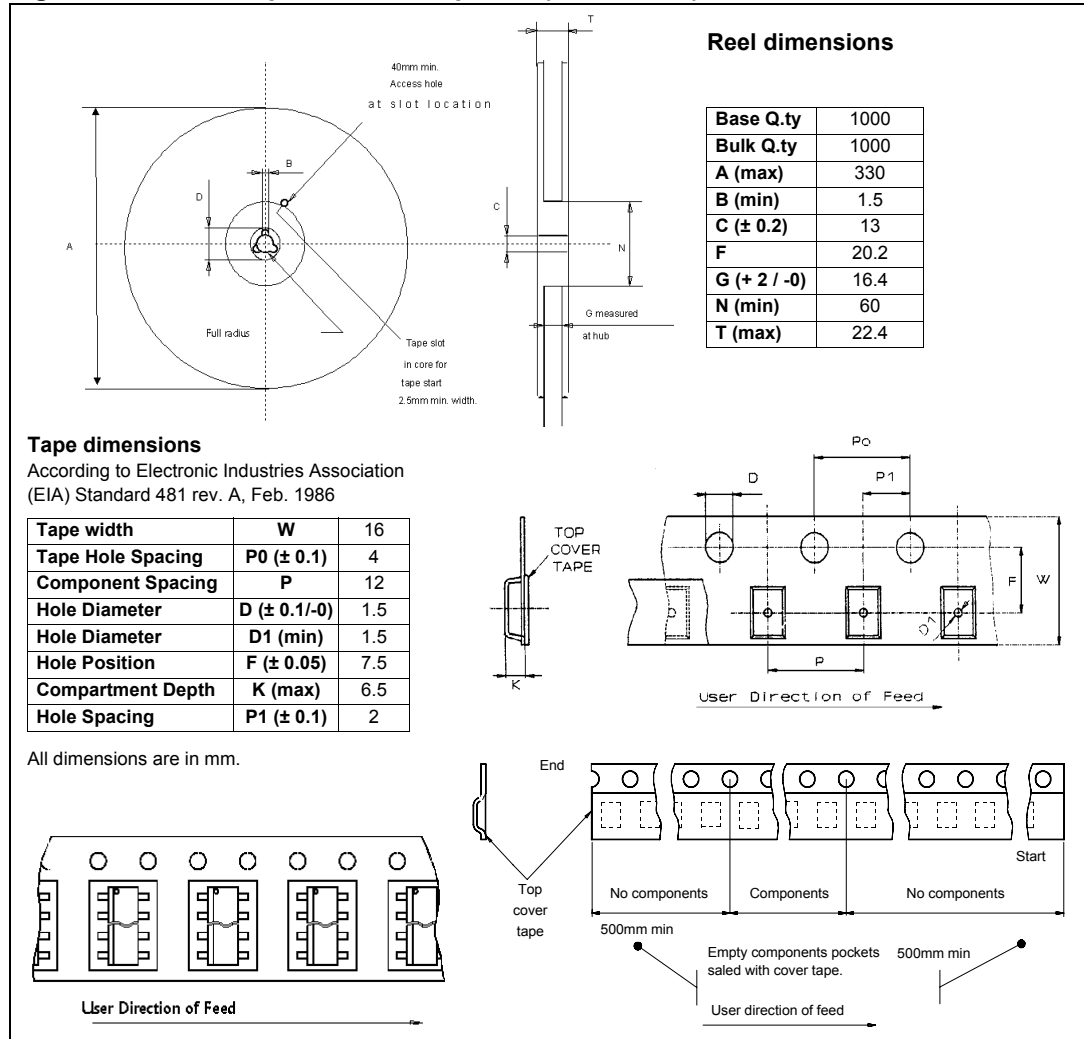 40mm min.
Access hole
at slot location
T
B
D
A
C
N
G measured
at hub
Full radius
Tape slot
in core for
tape start
2.5mm min. width.
Reel dimensions
Base Q.ty 1000
Bulk Q.ty 1000
A (max) 330
B (min) 1.5
C (± 0.2) 13
F 20.2
G (+ 2 / -0) 16.4
N (min) 60
T (max) 22.4
Tape dimensions
According to Electronic Industries Association
(EIA) Standard 481 rev. A, Feb. 1986
Tape width W 16
Tape Hole Spacing P0 (± 0.1) 4
Component Spacing P 12
Hole Diameter D (± 0.1/-0) 1.5
Hole Diameter D1 (min) 1.5
Hole Position F (± 0.05) 7.5
Compartment Depth K (max) 6.5
Hole Spacing P1 (± 0.1) 2
All dimensions are in mm.
Po
D
P1
TOP
COVER
TAPE
F
W
D1
K
P
User Direction of Feed
End
Start
Top
cover
tape
No components
Components
No components
500mm min
Empty components pockets
saled with cover tape.
500mm min
User direction of feed
User Direction of Feed